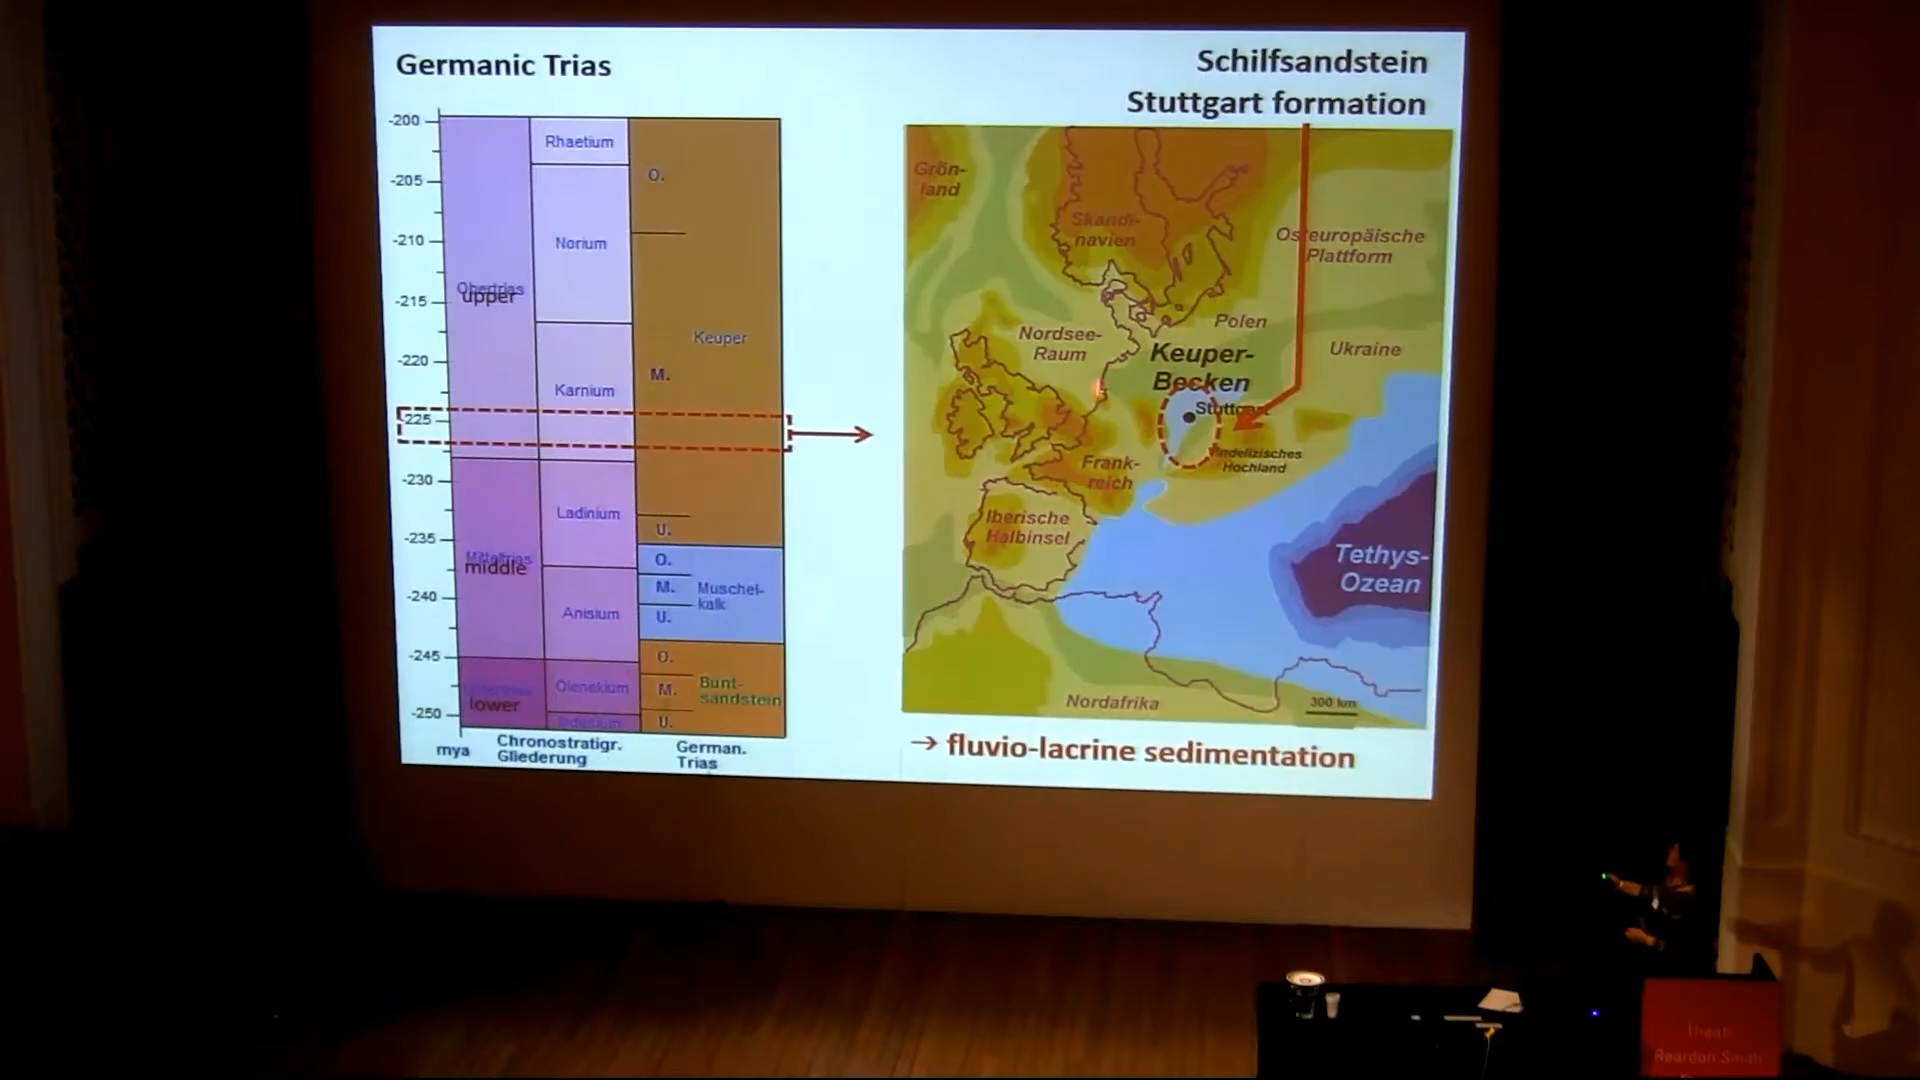 Germanic Trias
Schilfsandstein
Stuttgart formation
-200
-205
-210
-215
-220
-225
-230
-235
-240
-245
-250
mya
Obertrias
upper
Mitteltrias
middle
lower
Rhaetium
Norium
Karnium
Ladinium
Anisium
Olenekium
Chronostratigr.
Gliederung
O.
Keuper
M.
U.
O.
M.
Muschel-
kalk
U.
O.
M.
Bunt-
sandstein
U.
German.
Trias
Grön-
land
Skandi-
navien
Osteuropäische
Plattform
Nordsee-
Raum
Polen
Ukraine
Keuper-
Becken
Stuttgart
Vindelizisches
Hochland
Frank-
reich
Iberische
Halbinsel
Tethys-
Ozean
Nordafrika
300 km
→ fluvio-lacrine sedimentation
Reardon Smith